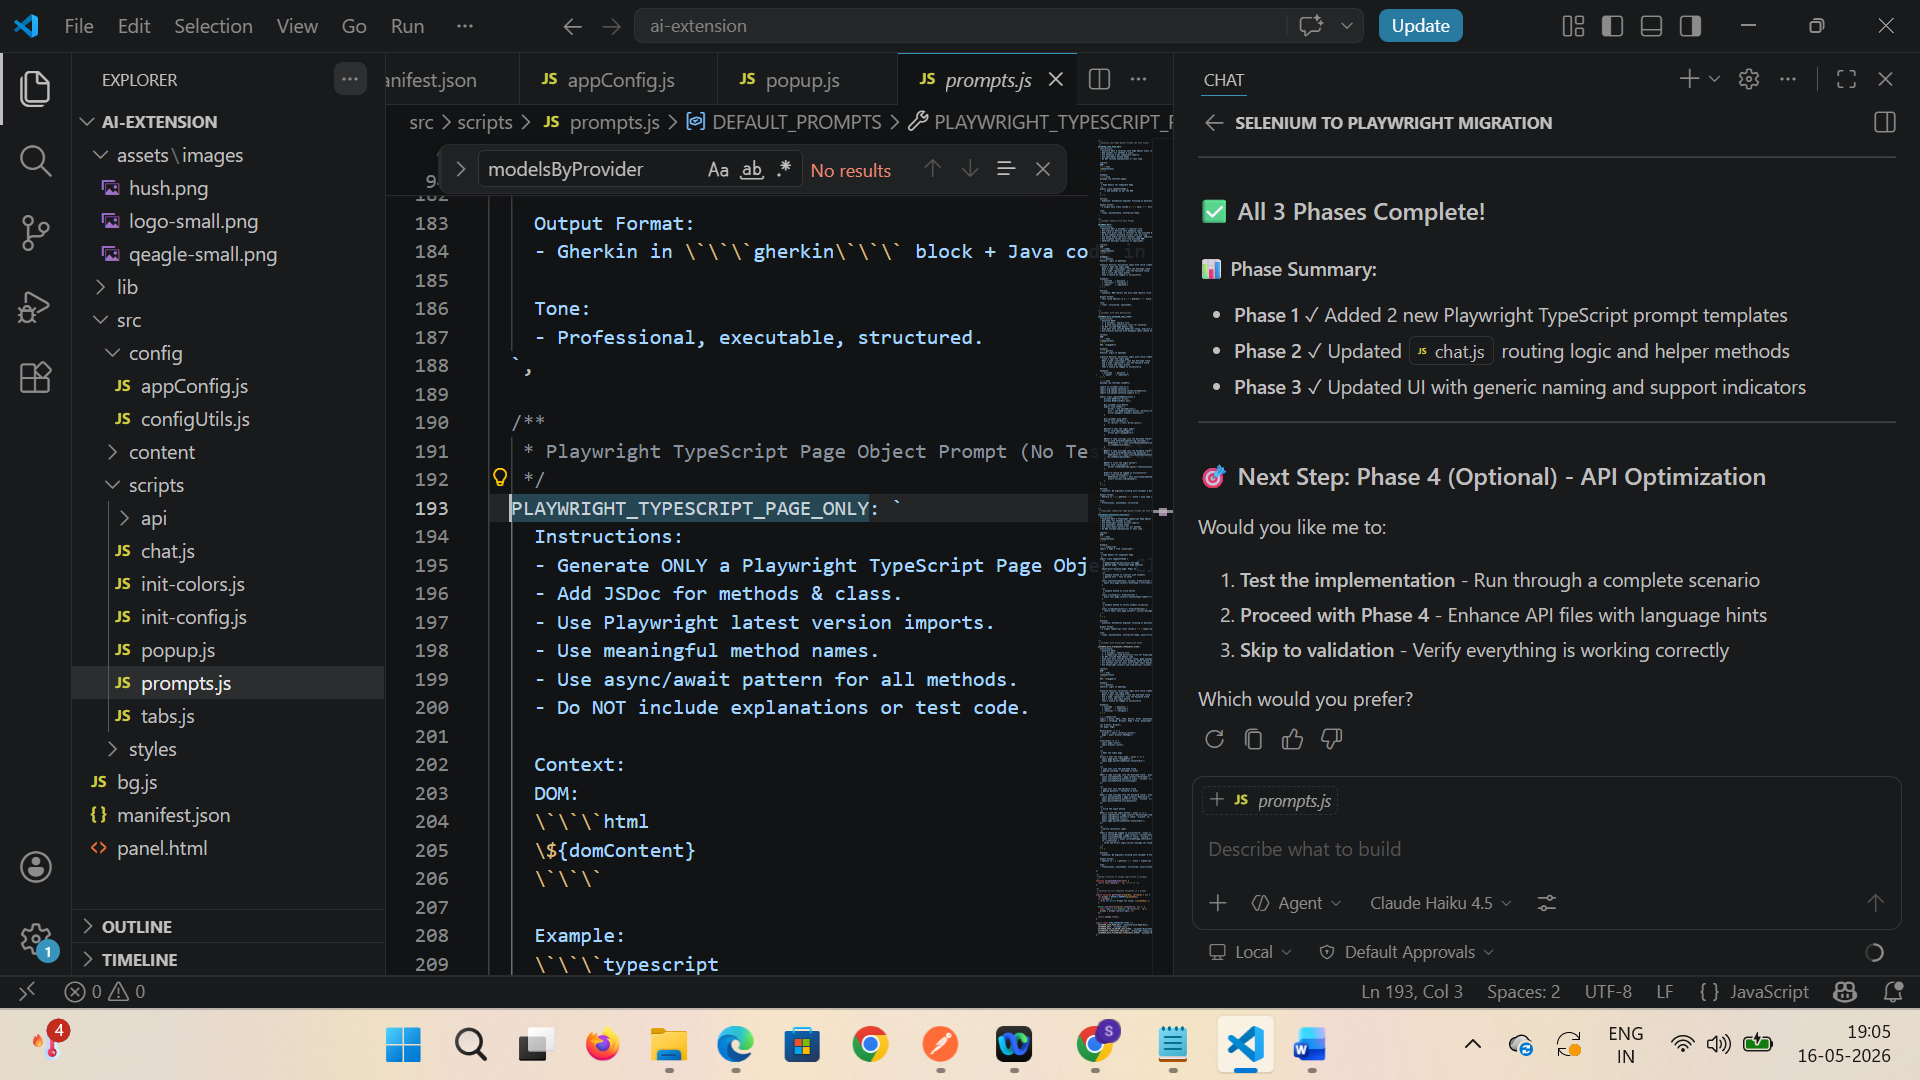 File Edit Selection View Go Run ···
ai-extension
Update
EXPLORER
AI-EXTENSION
assets\images
hush.png
logo-small.png
qeagle-small.png
lib
src
config
appConfig.js
configUtils.js
content
scripts
api
chat.js
init-colors.js
init-config.js
popup.js
prompts.js
tabs.js
styles
bg.js
manifest.json
panel.html
OUTLINE
TIMELINE
anifest.json
JS appConfig.js
JS popup.js
JS prompts.js
src > scripts > JS prompts.js > DEFAULT_PROMPTS > PLAYWRIGHT_TYPESCRIPT_
modelsByProvider
Aa ab .* No results
183 Output Format:
184 - Gherkin in \`\`\`gherkin\`\`\` block + Java co
185
186 Tone:
187 - Professional, executable, structured.
188 `,
189
190 /**
191 * Playwright TypeScript Page Object Prompt (No Te
192 */
193 PLAYWRIGHT_TYPESCRIPT_PAGE_ONLY: `
194 Instructions:
195 - Generate ONLY a Playwright TypeScript Page Obj
196 - Add JSDoc for methods & class.
197 - Use Playwright latest version imports.
198 - Use meaningful method names.
199 - Use async/await pattern for all methods.
200 - Do NOT include explanations or test code.
201
202 Context:
203 DOM:
204 \`\`\`html
205 \${domContent}
206 \`\`\`
207
208 Example:
209 \`\`\`typescript
CHAT
SELENIUM TO PLAYWRIGHT MIGRATION
✅ All 3 Phases Complete!
📊 Phase Summary:
• Phase 1 ✓ Added 2 new Playwright TypeScript prompt templates
• Phase 2 ✓ Updated JS chat.js routing logic and helper methods
• Phase 3 ✓ Updated UI with generic naming and support indicators
🎯 Next Step: Phase 4 (Optional) - API Optimization
Would you like me to:
1. Test the implementation - Run through a complete scenario
2. Proceed with Phase 4 - Enhance API files with language hints
3. Skip to validation - Verify everything is working correctly
Which would you prefer?
+ JS prompts.js
Describe what to build
Agent Claude Haiku 4.5
Local Default Approvals
1
0 0
Ln 193, Col 3 Spaces: 2 UTF-8 LF { } JavaScript
4
S
ENG
IN
19:05
16-05-2026